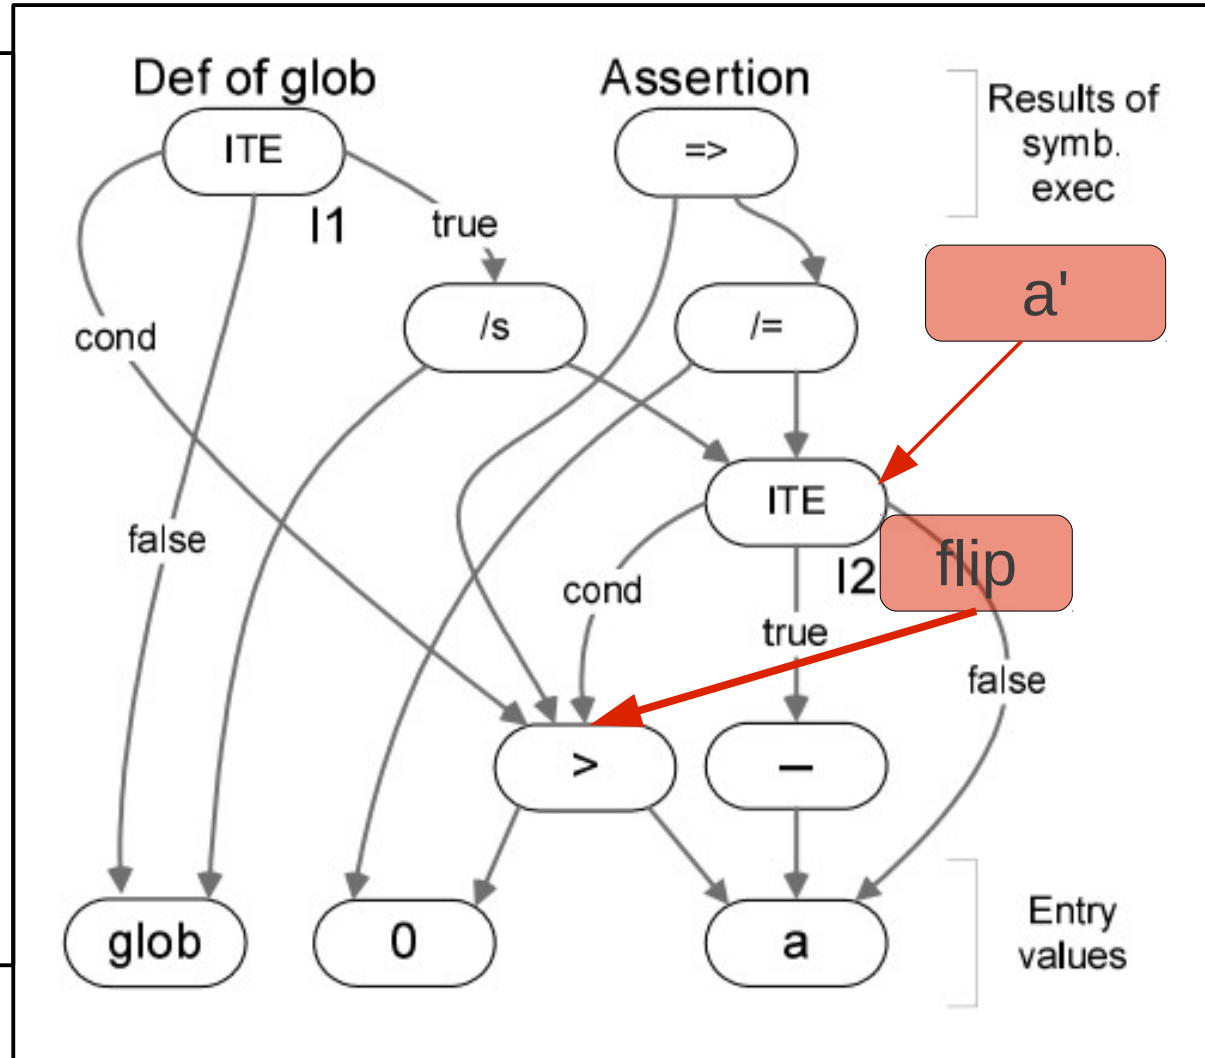 Def of glob
Assertion
Results of
symb.
exec
ITE
=>
l1
true
a'
/s
/=
cond
ITE
false
l2
flip
cond
true
false
>
–
glob
0
a
Entry
values